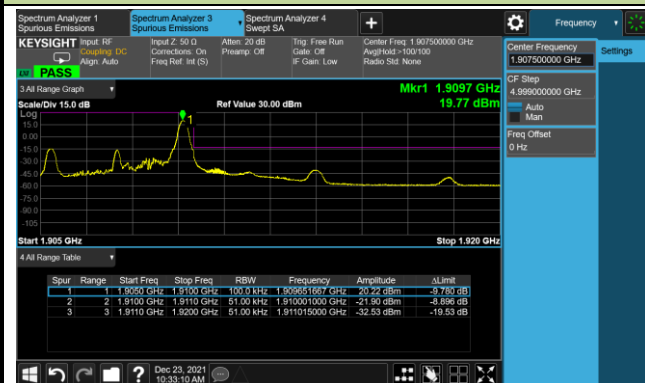 Spectrum Analyzer 1
Spurious Emissions
Spectrum Analyzer 3
Spurious Emissions
Spectrum Analyzer 4
Swept SA
+
Frequency
KEYSIGHT
Input: RF
Coupling: DC
Align: Auto
Input Z: 50 Ω
Corrections: On
Freq Ref: Int (S)
Atten: 20 dB
Preamp: Off
Trig: Free Run
Gate: Off
IF Gain: Low
Center Freq: 1.907500000 GHz
Avg|Hold:>100/100
Radio Std: None
PASS
Center Frequency
1.907500000 GHz
Settings
CF Step
4.999000000 GHz
Auto
Man
Freq Offset
0 Hz
3 All Range Graph
Mkr1 1.9097 GHz
Scale/Div 15.0 dB
Ref Value 30.00 dBm
19.77 dBm
Log
15.0
0.00
-15.0
-30.0
-45.0
-60.0
-75.0
-90.0
-105
1
Start 1.905 GHz
Stop 1.920 GHz
4 All Range Table
Spur Range Start Freq Stop Freq RBW Frequency Amplitude ΔLimit
1 1 1.9050 GHz 1.9100 GHz 100.0 kHz 1.909651667 GHz 20.22 dBm -9.780 dB
2 2 1.9100 GHz 1.9110 GHz 51.00 kHz 1.910001000 GHz -21.90 dBm -8.896 dB
3 3 1.9110 GHz 1.9200 GHz 51.00 kHz 1.911015000 GHz -32.53 dBm -19.53 dB
?
Dec 23, 2021
10:33:10 AM